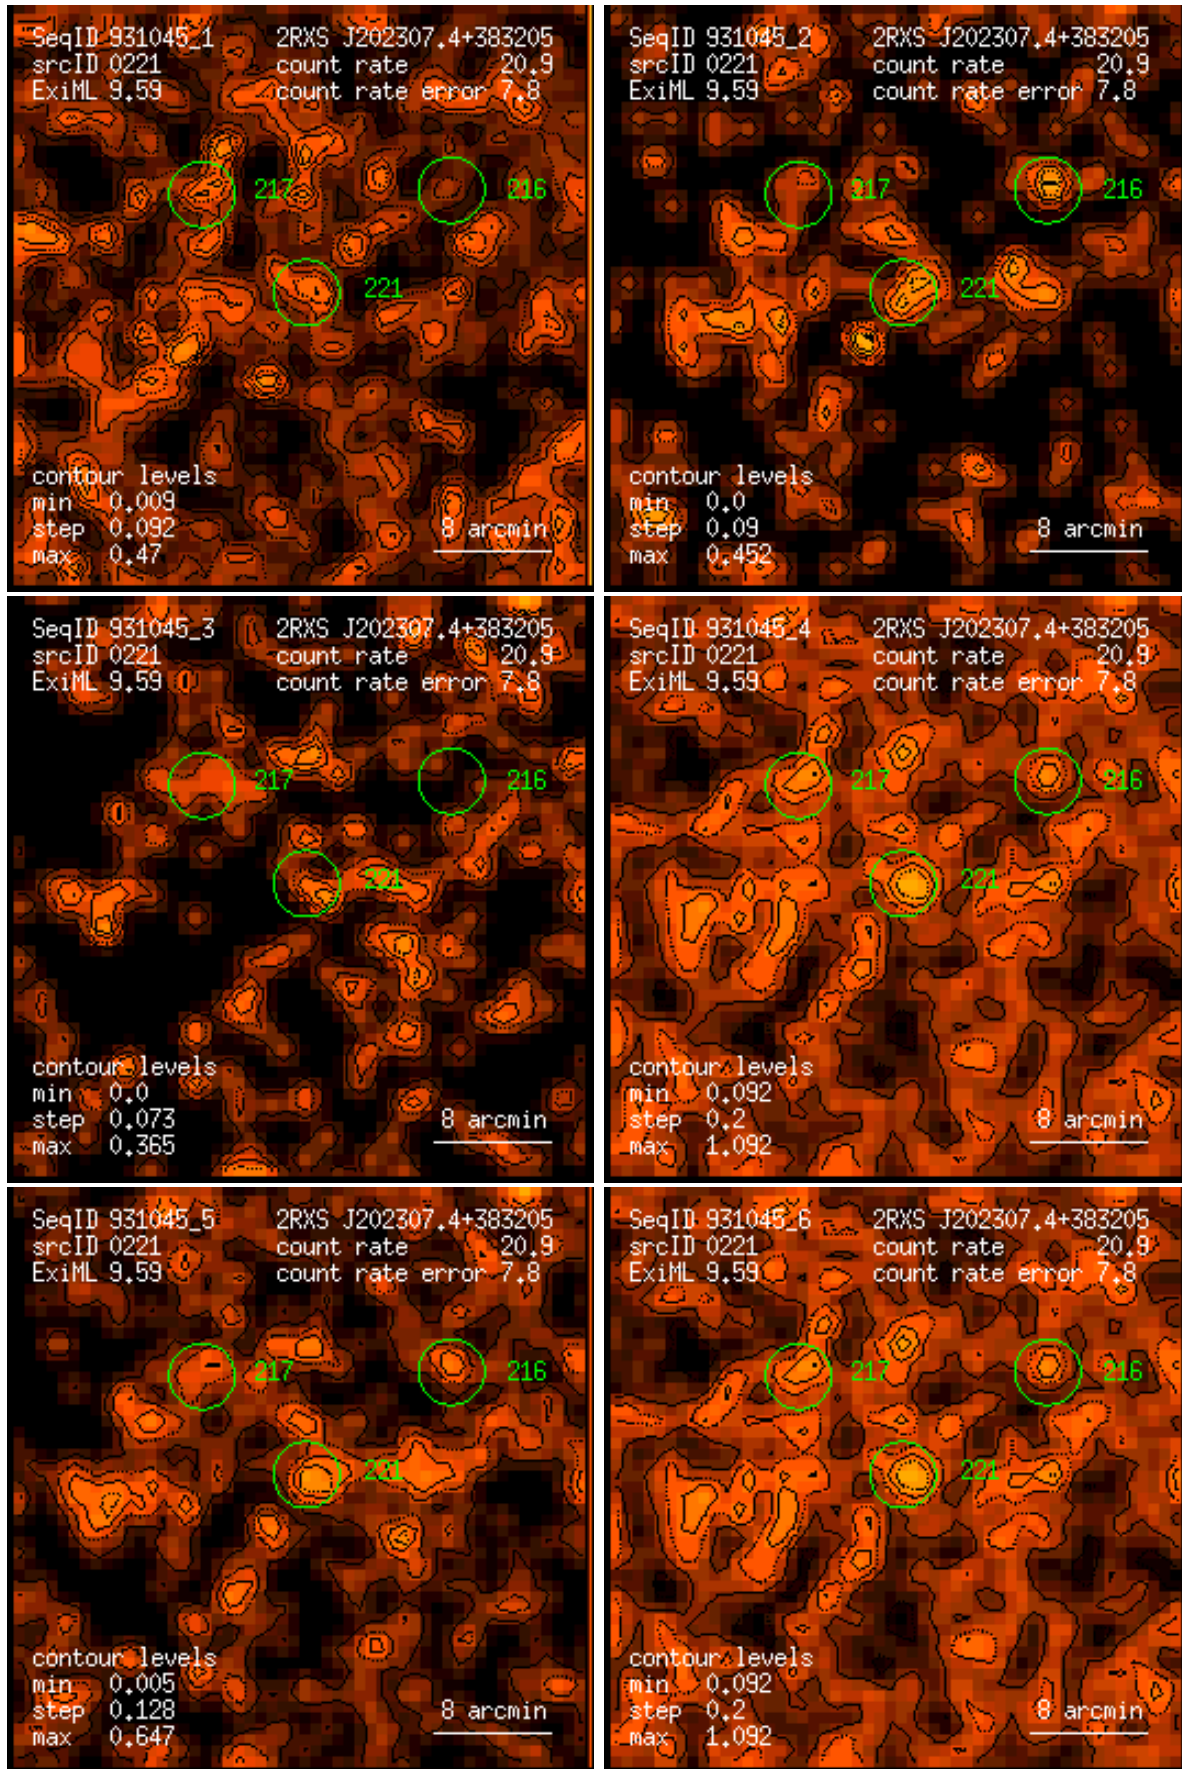 SeqID 931045_1 2RXS J202307.4+383205
srcID 0221 count rate 20.9
ExiML 9.59 count rate error 7.8
217
216
221
contour levels
min 0.009
step 0.092
max 0.47
8 arcmin
SeqID 931045_2 2RXS J202307.4+383205
srcID 0221 count rate 20.9
ExiML 9.59 count rate error 7.8
217
216
221
contour levels
min 0.0
step 0.09
max 0.452
8 arcmin
SeqID 931045_3 2RXS J202307.4+383205
srcID 0221 count rate 20.9
ExiML 9.59 count rate error 7.8
217
216
221
contour levels
min 0.0
step 0.073
max 0.365
8 arcmin
SeqID 931045_4 2RXS J202307.4+383205
srcID 0221 count rate 20.9
ExiML 9.59 count rate error 7.8
217
216
221
contour levels
min 0.092
step 0.2
max 1.092
8 arcmin
SeqID 931045_5 2RXS J202307.4+383205
srcID 0221 count rate 20.9
ExiML 9.59 count rate error 7.8
217
216
221
contour levels
min 0.005
step 0.128
max 0.647
8 arcmin
SeqID 931045_6 2RXS J202307.4+383205
srcID 0221 count rate 20.9
ExiML 9.59 count rate error 7.8
217
216
221
contour levels
min 0.092
step 0.2
max 1.092
8 arcmin